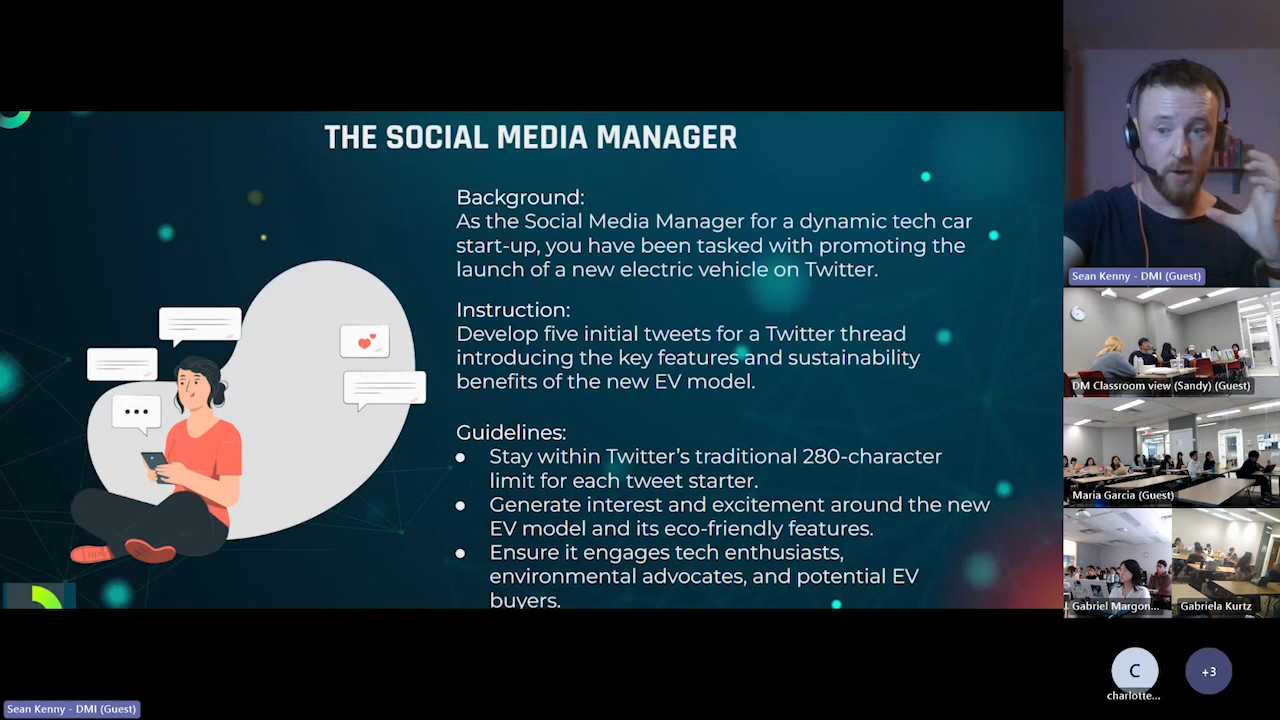 THE SOCIAL MEDIA MANAGER
Background:
As the Social Media Manager for a dynamic tech car
start-up, you have been tasked with promoting the
launch of a new electric vehicle on Twitter.
Instruction:
Develop five initial tweets for a Twitter thread
introducing the key features and sustainability
benefits of the new EV model.
Guidelines:
● Stay within Twitter’s traditional 280-character
limit for each tweet starter.
● Generate interest and excitement around the new
EV model and its eco-friendly features.
● Ensure it engages tech enthusiasts,
environmental advocates, and potential EV
buyers.
Sean Kenny - DMI (Guest)
DM Classroom view (Sandy) (Guest)
Maria Garcia (Guest)
Gabriel Margon...
Gabriela Kurtz
C
charlotte...
+3
Sean Kenny - DMI (Guest)